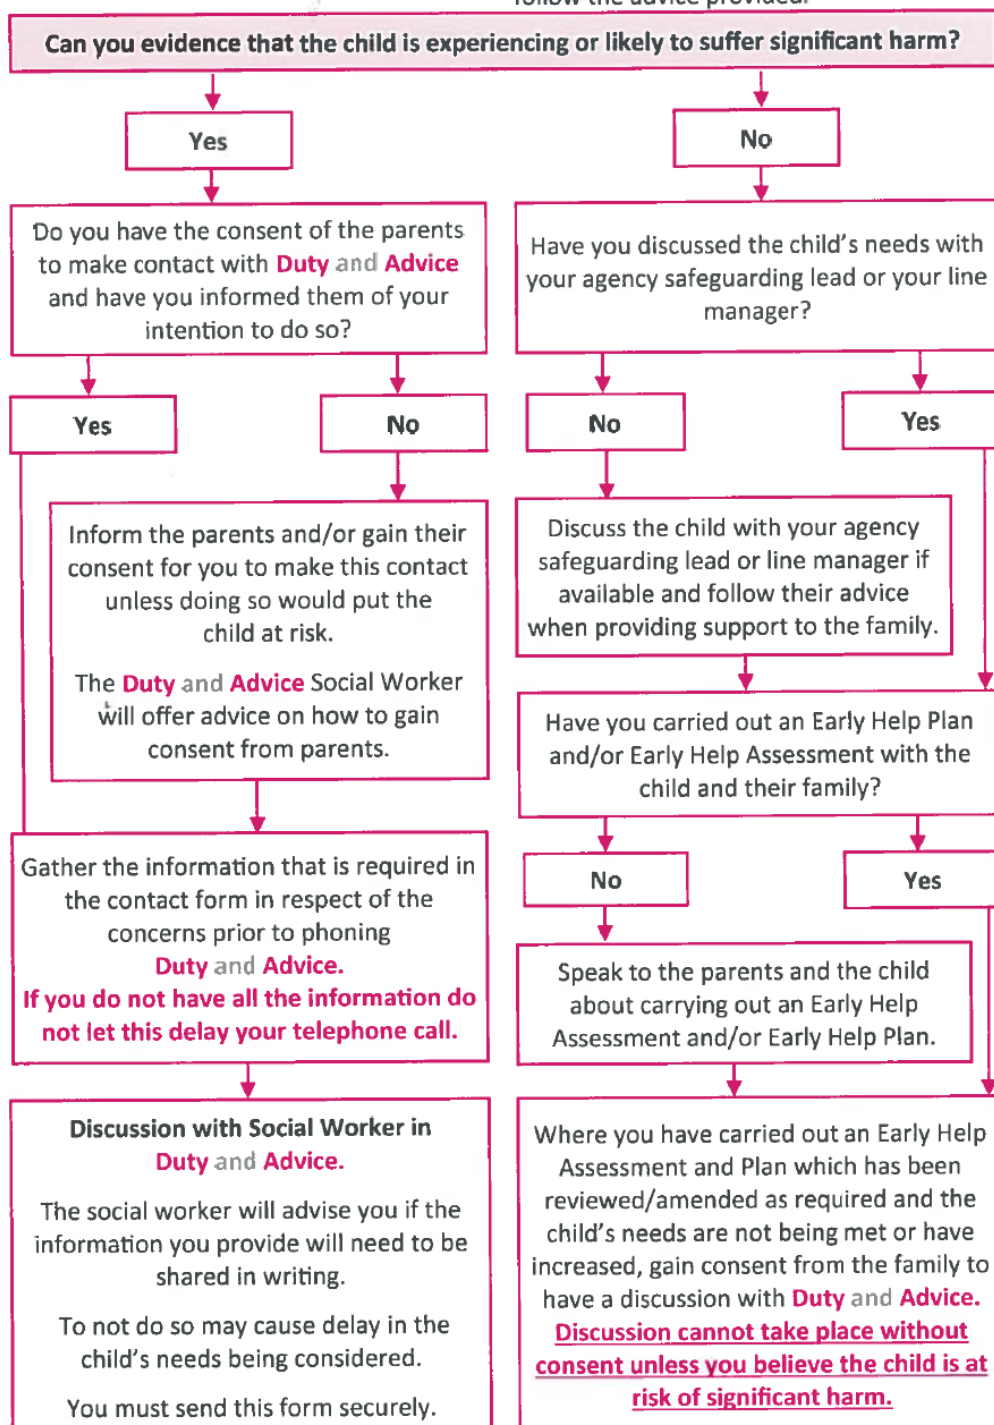 follow the advice provided.
Can you evidence that the child is experiencing or likely to suffer significant harm?
Yes
No
Do you have the consent of the parents
to make contact with Duty and Advice
and have you informed them of your
intention to do so?
Have you discussed the child's needs with
your agency safeguarding lead or your line
manager?
Yes
No
No
Yes
Inform the parents and/or gain their
consent for you to make this contact
unless doing so would put the
child at risk.
The Duty and Advice Social Worker
will offer advice on how to gain
consent from parents.
Discuss the child with your agency
safeguarding lead or line manager if
available and follow their advice
when providing support to the family.
Have you carried out an Early Help Plan
and/or Early Help Assessment with the
child and their family?
Gather the information that is required in
the contact form in respect of the
concerns prior to phoning
Duty and Advice.
If you do not have all the information do
not let this delay your telephone call.
No
Yes
Speak to the parents and the child
about carrying out an Early Help
Assessment and/or Early Help Plan.
Discussion with Social Worker in
Duty and Advice.
The social worker will advise you if the
information you provide will need to be
shared in writing.
To not do so may cause delay in the
child's needs being considered.
You must send this form securely.
Where you have carried out an Early Help
Assessment and Plan which has been
reviewed/amended as required and the
child's needs are not being met or have
increased, gain consent from the family to
have a discussion with Duty and Advice.
Discussion cannot take place without
consent unless you believe the child is at
risk of significant harm.